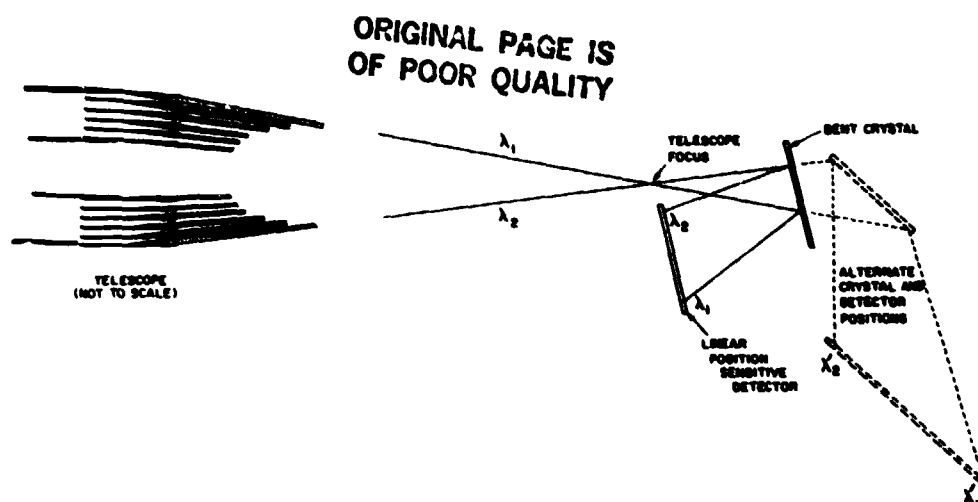 ORIGINAL PAGE IS
OF POOR QUALITY
λ₁
λ₂
TELESCOPE
FOCUS
BENT CRYSTAL
λ₂
λ₁
TELESCOPE
(NOT TO SCALE)
ALTERNATE
CRYSTAL AND
DETECTOR
POSITIONS
LINEAR
POSITION
SENSITIVE
DETECTOR
λ₂